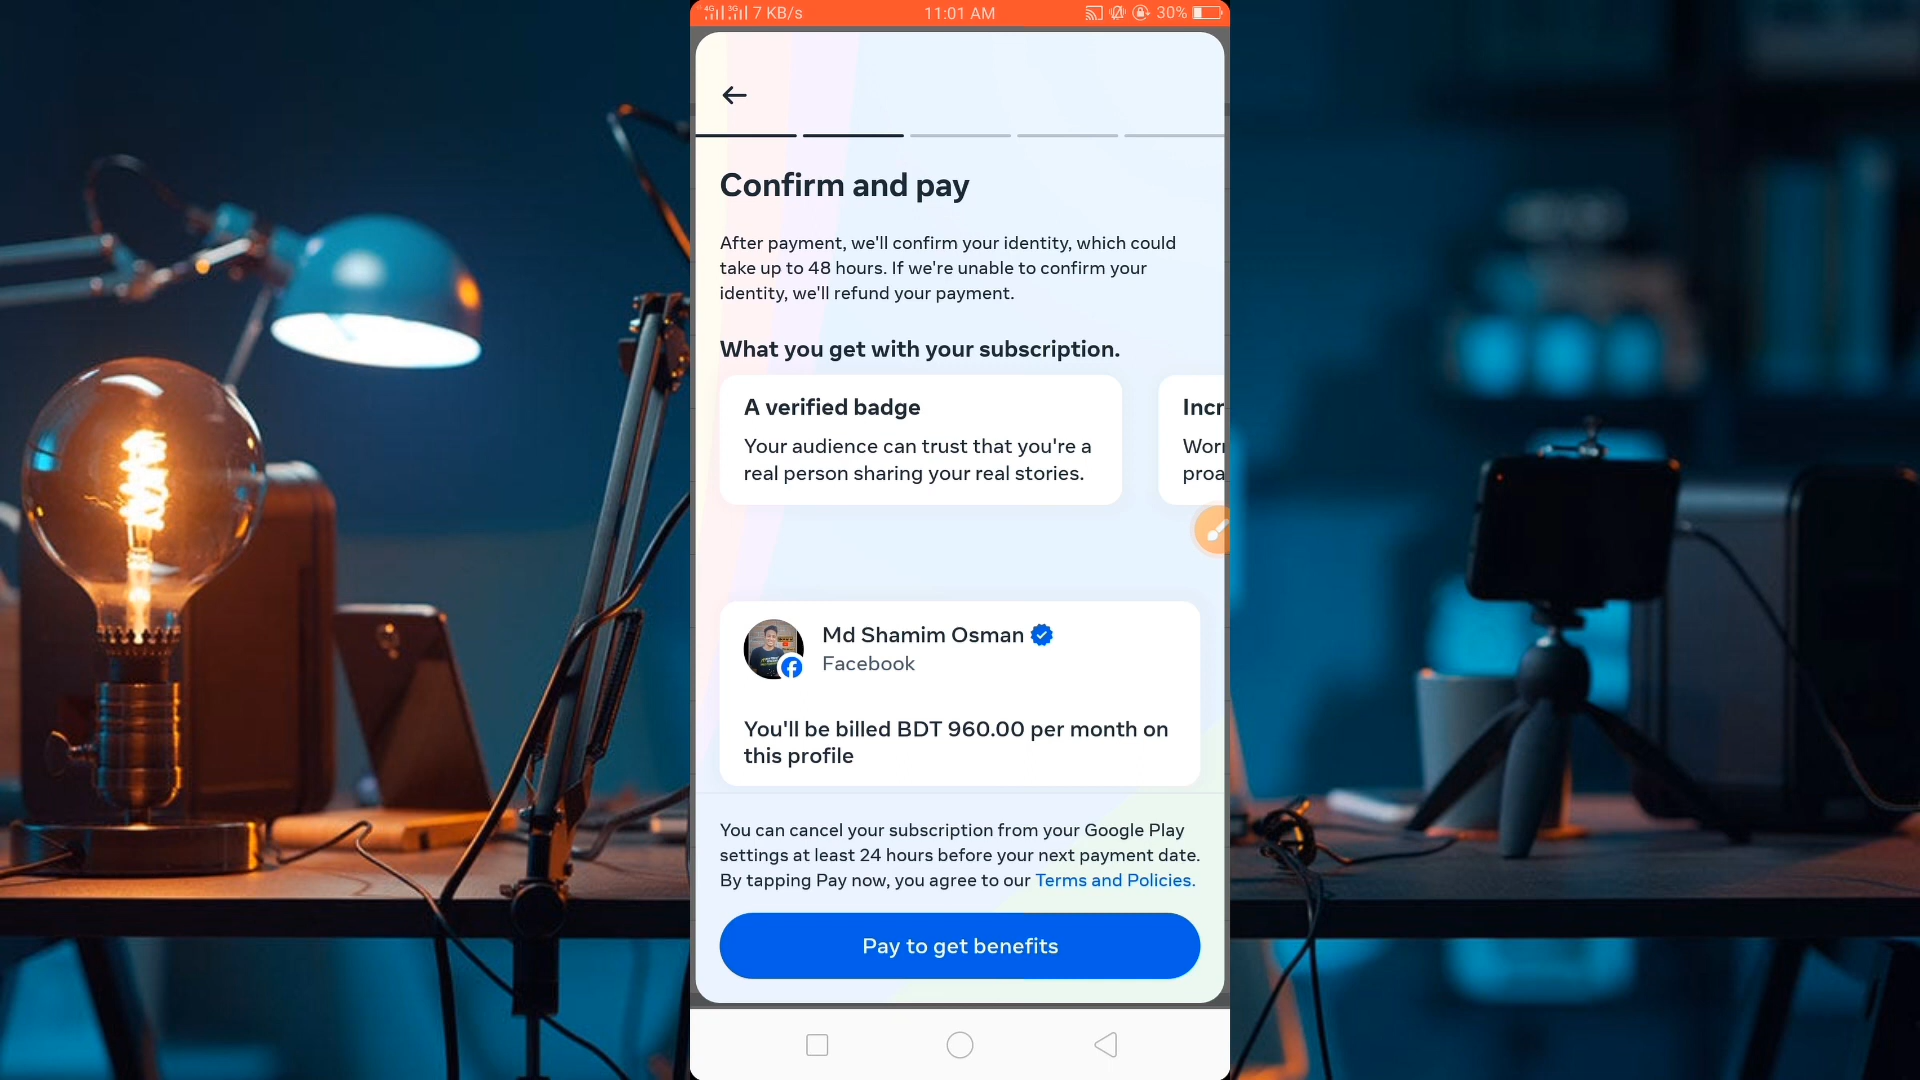 4G 3G 7 KB/s 11:01 AM 30%
Confirm and pay
After payment, we'll confirm your identity, which could
take up to 48 hours. If we're unable to confirm your
identity, we'll refund your payment.
What you get with your subscription.
A verified badge
Your audience can trust that you're a
real person sharing your real stories.
Incr
Worr
proa
Md Shamim Osman
Facebook
You'll be billed BDT 960.00 per month on
this profile
You can cancel your subscription from your Google Play
settings at least 24 hours before your next payment date.
By tapping Pay now, you agree to our Terms and Policies.
Pay to get benefits